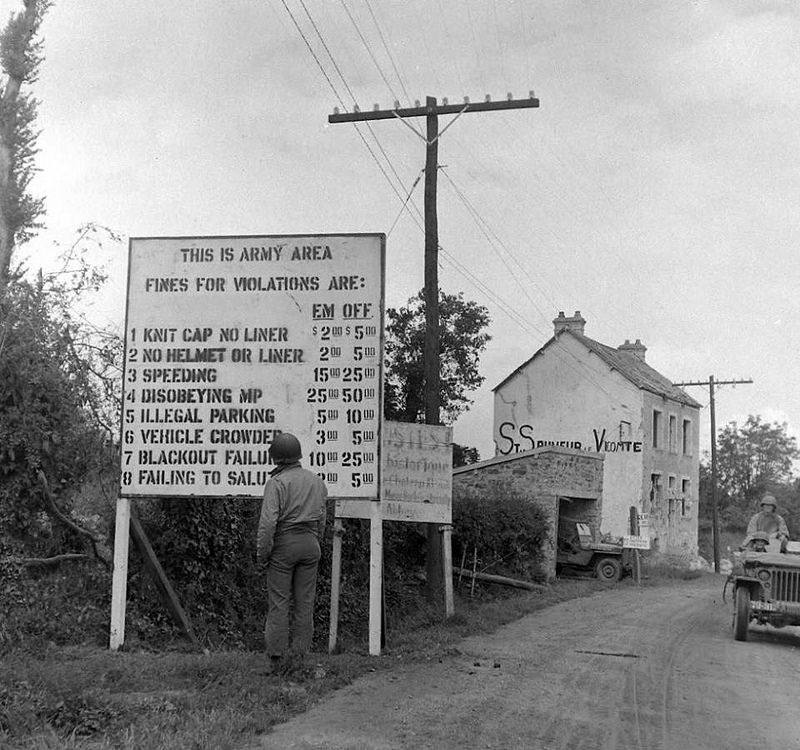 THIS IS ARMY AREA
FINES FOR VIOLATIONS ARE:
EM OFF.
1 KNIT CAP NO LINER $2.00 $5.00
2 NO HELMET OR LINER 2.00 5.00
3 SPEEDING 15.00 25.00
4 DISOBEYING MP 25.00 50.00
5 ILLEGAL PARKING 5.00 10.00
6 VEHICLE CROWDED 3.00 5.00
7 BLACKOUT FAILU 10.00 25.00
8 FAILING TO SALU 5.00
historique
ST SAUVEUR LE VICOMTE